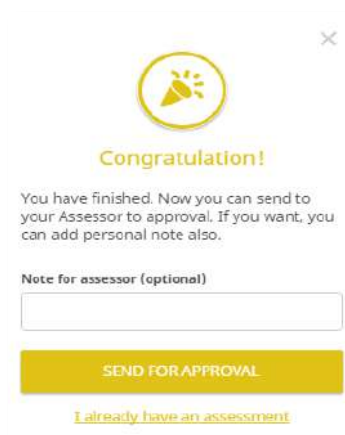 Congratulation!
You have finished. Now you can send to
your Assessor to approval. If you want, you
can add personal note also.
Note for assessor (optional)
SEND FOR APPROVAL
I already have an assessment